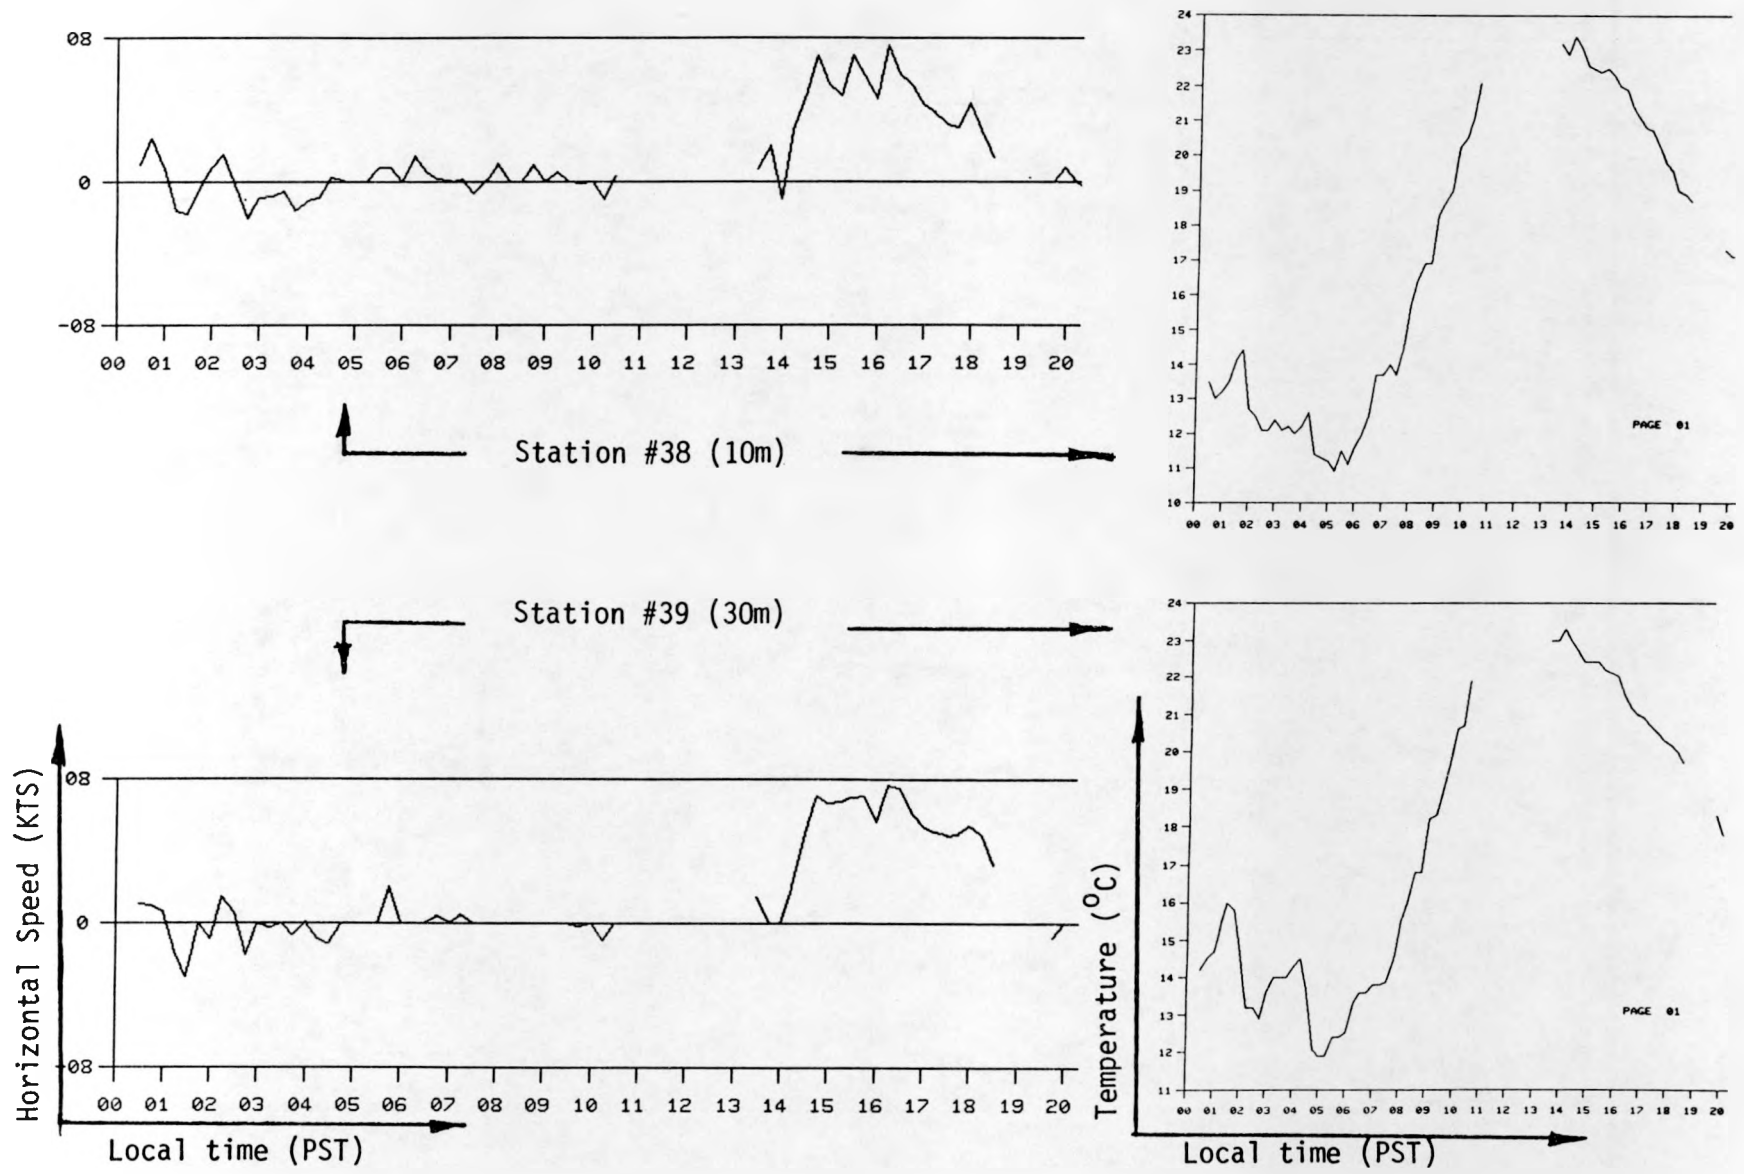 08
0
-08
00 01 02 03 04 05 06 07 08 09 10 11 12 13 14 15 16 17 18 19 20
24
23
22
21
20
19
18
17
16
15
14
13
12
11
10
PAGE 01
00 01 02 03 04 05 06 07 08 09 10 11 12 13 14 15 16 17 18 19 20
Station #38 (10m)
Station #39 (30m)
Horizontal Speed (KTS)
08
0
-08
00 01 02 03 04 05 06 07 08 09 10 11 12 13 14 15 16 17 18 19 20
Local time (PST)
Temperature (°C)
24
23
22
21
20
19
18
17
16
15
14
13
12
11
PAGE 01
00 01 02 03 04 05 06 07 08 09 10 11 12 13 14 15 16 17 18 19 20
Local time (PST)